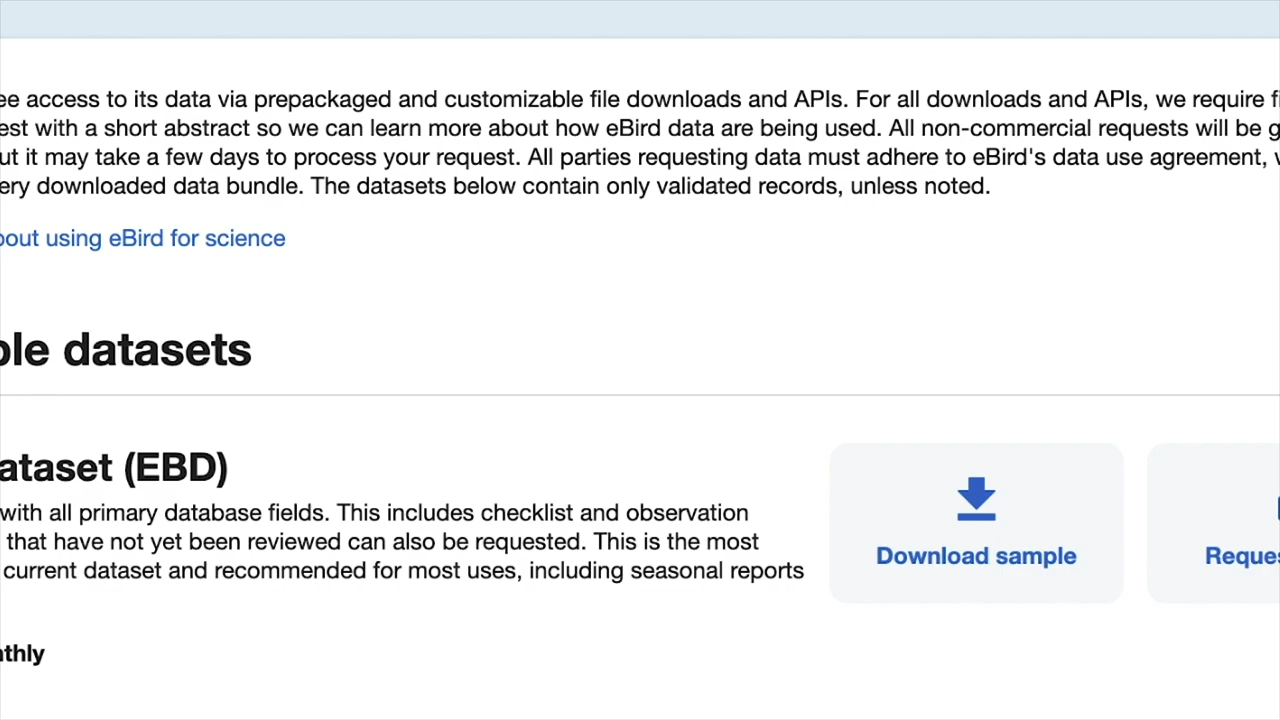 ee access to its data via prepackaged and customizable file downloads and APIs. For all downloads and APIs, we require fi
est with a short abstract so we can learn more about how eBird data are being used. All non-commercial requests will be g
ut it may take a few days to process your request. All parties requesting data must adhere to eBird's data use agreement, w
ery downloaded data bundle. The datasets below contain only validated records, unless noted.
bout using eBird for science
ble datasets
ataset (EBD)
with all primary database fields. This includes checklist and observation
that have not yet been reviewed can also be requested. This is the most
current dataset and recommended for most uses, including seasonal reports
Download sample
Reques
nthly